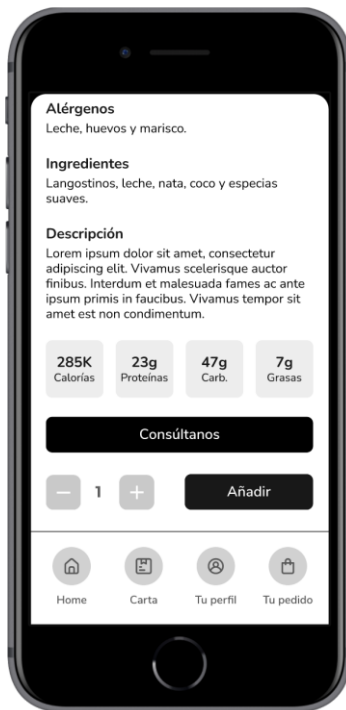 Alérgenos
Leche, huevos y marisco.
Ingredientes
Langostinos, leche, nata, coco y especias
suaves.
Descripción
Lorem ipsum dolor sit amet, consectetur
adipiscing elit. Vivamus scelerisque auctor
finibus. Interdum et malesuada fames ac ante
ipsum primis in faucibus. Vivamus tempor sit
amet est non condimentum.
285K 23g 47g 7g
Calorías Proteínas Carb. Grasas
Consúltanos
— 1 + Añadir
Home Carta Tu perfil Tu pedido